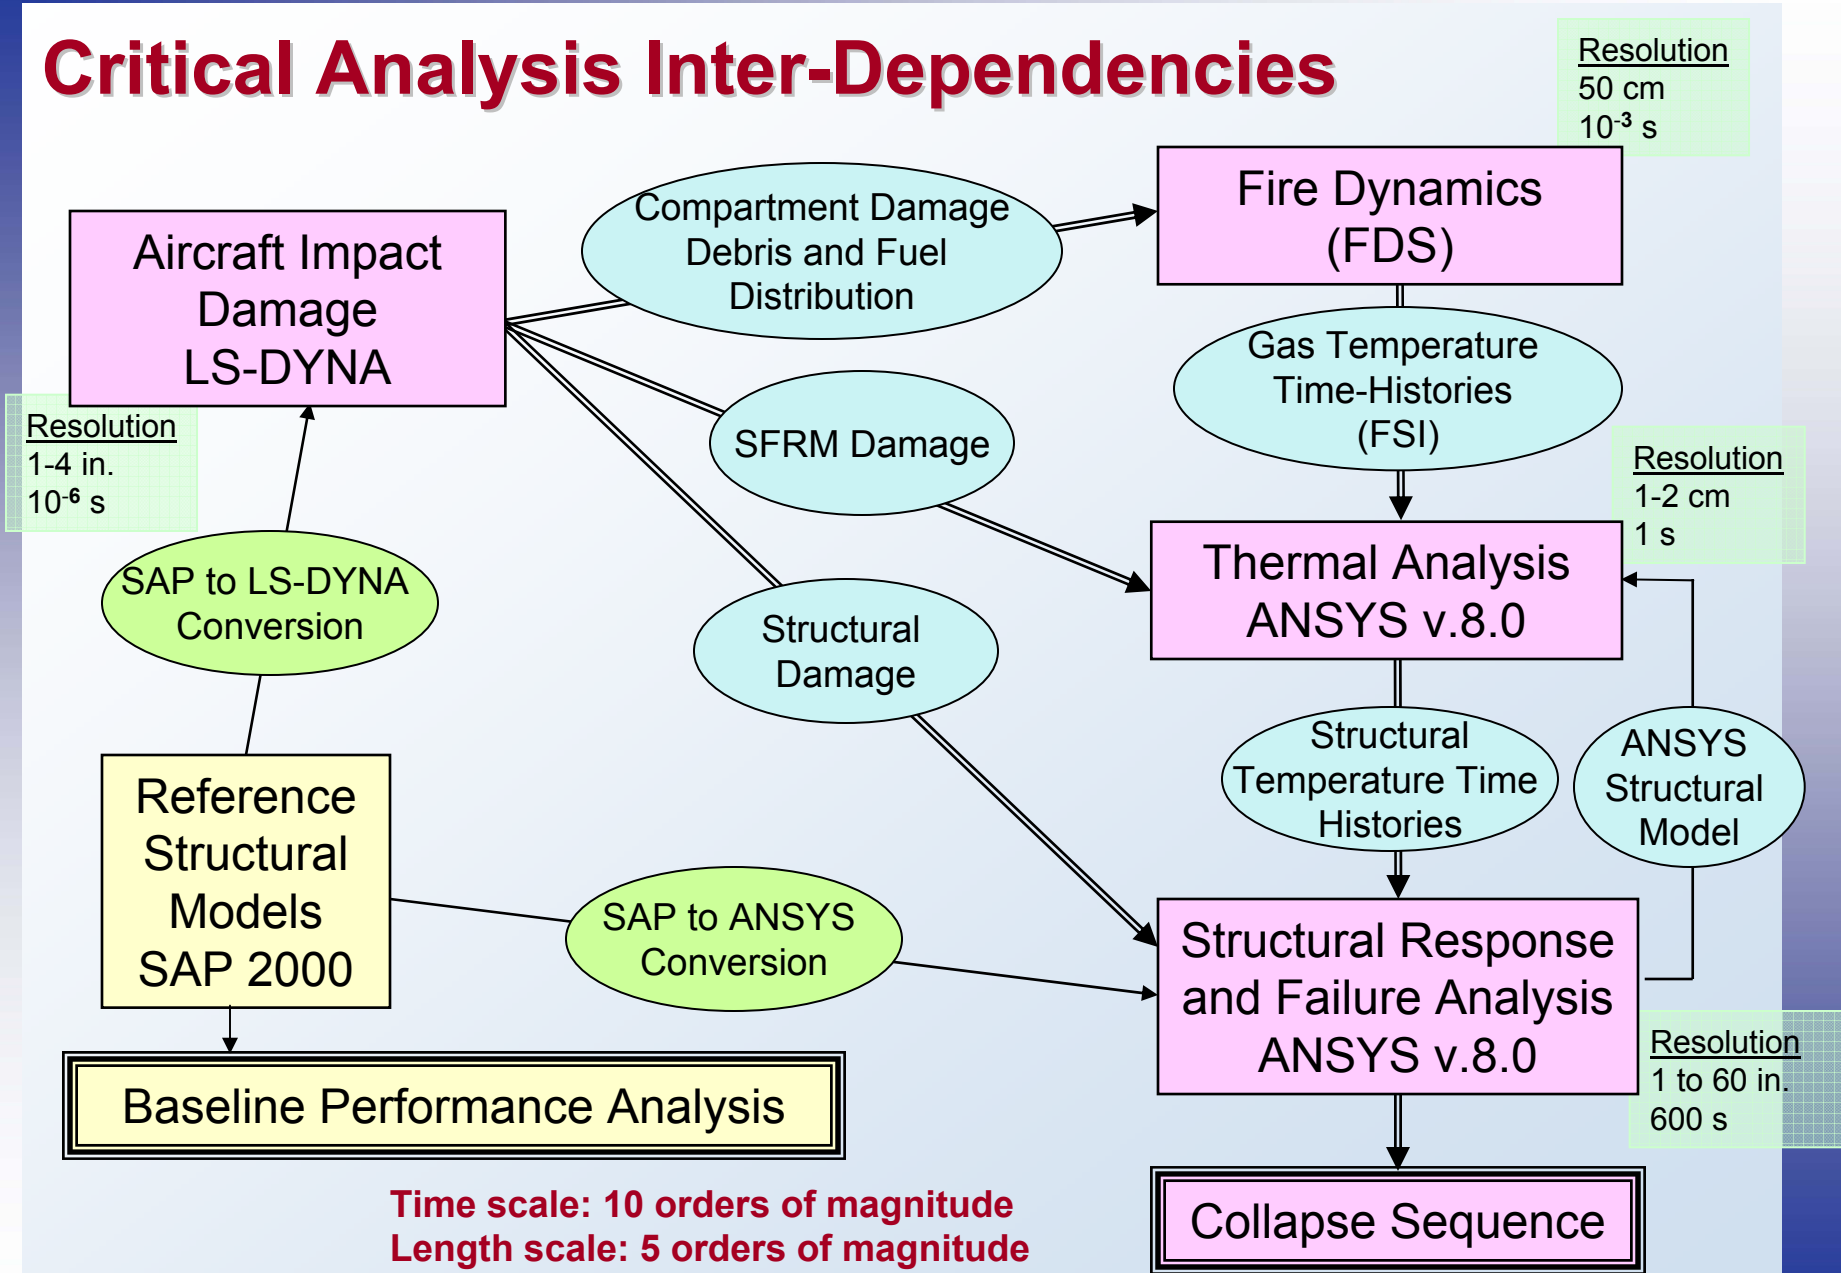 Critical Analysis Inter-Dependencies
Resolution
50 cm
10-3 s
Aircraft Impact
Damage
LS-DYNA
Compartment Damage
Debris and Fuel
Distribution
Fire Dynamics
(FDS)
Gas Temperature
Time-Histories
(FSI)
Resolution
1-4 in.
10-6 s
SFRM Damage
Resolution
1-2 cm
1 s
Thermal Analysis
ANSYS v.8.0
SAP to LS-DYNA
Conversion
Structural
Damage
Structural
Temperature Time
Histories
ANSYS
Structural
Model
Reference
Structural
Models
SAP 2000
SAP to ANSYS
Conversion
Structural Response
and Failure Analysis
ANSYS v.8.0
Resolution
1 to 60 in.
600 s
Baseline Performance Analysis
Time scale: 10 orders of magnitude
Length scale: 5 orders of magnitude
Collapse Sequence